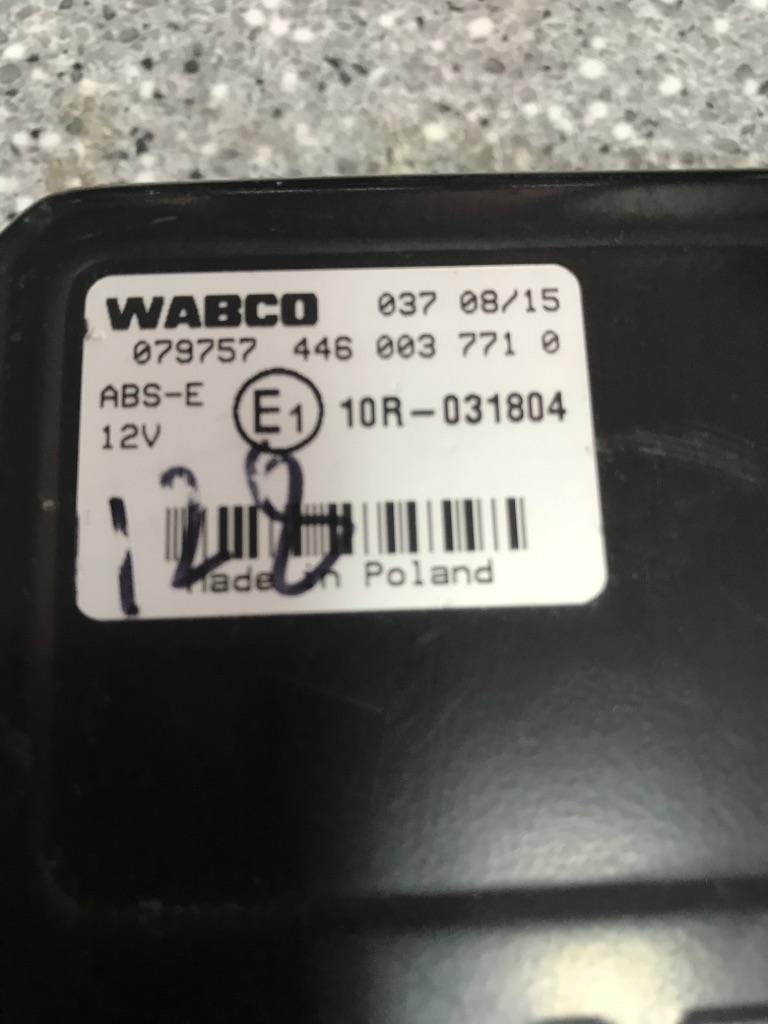 WABCO 037 08/15
079757 446 003 771 0
ABS-E E1 10R-031804
12V
128
Made in Poland